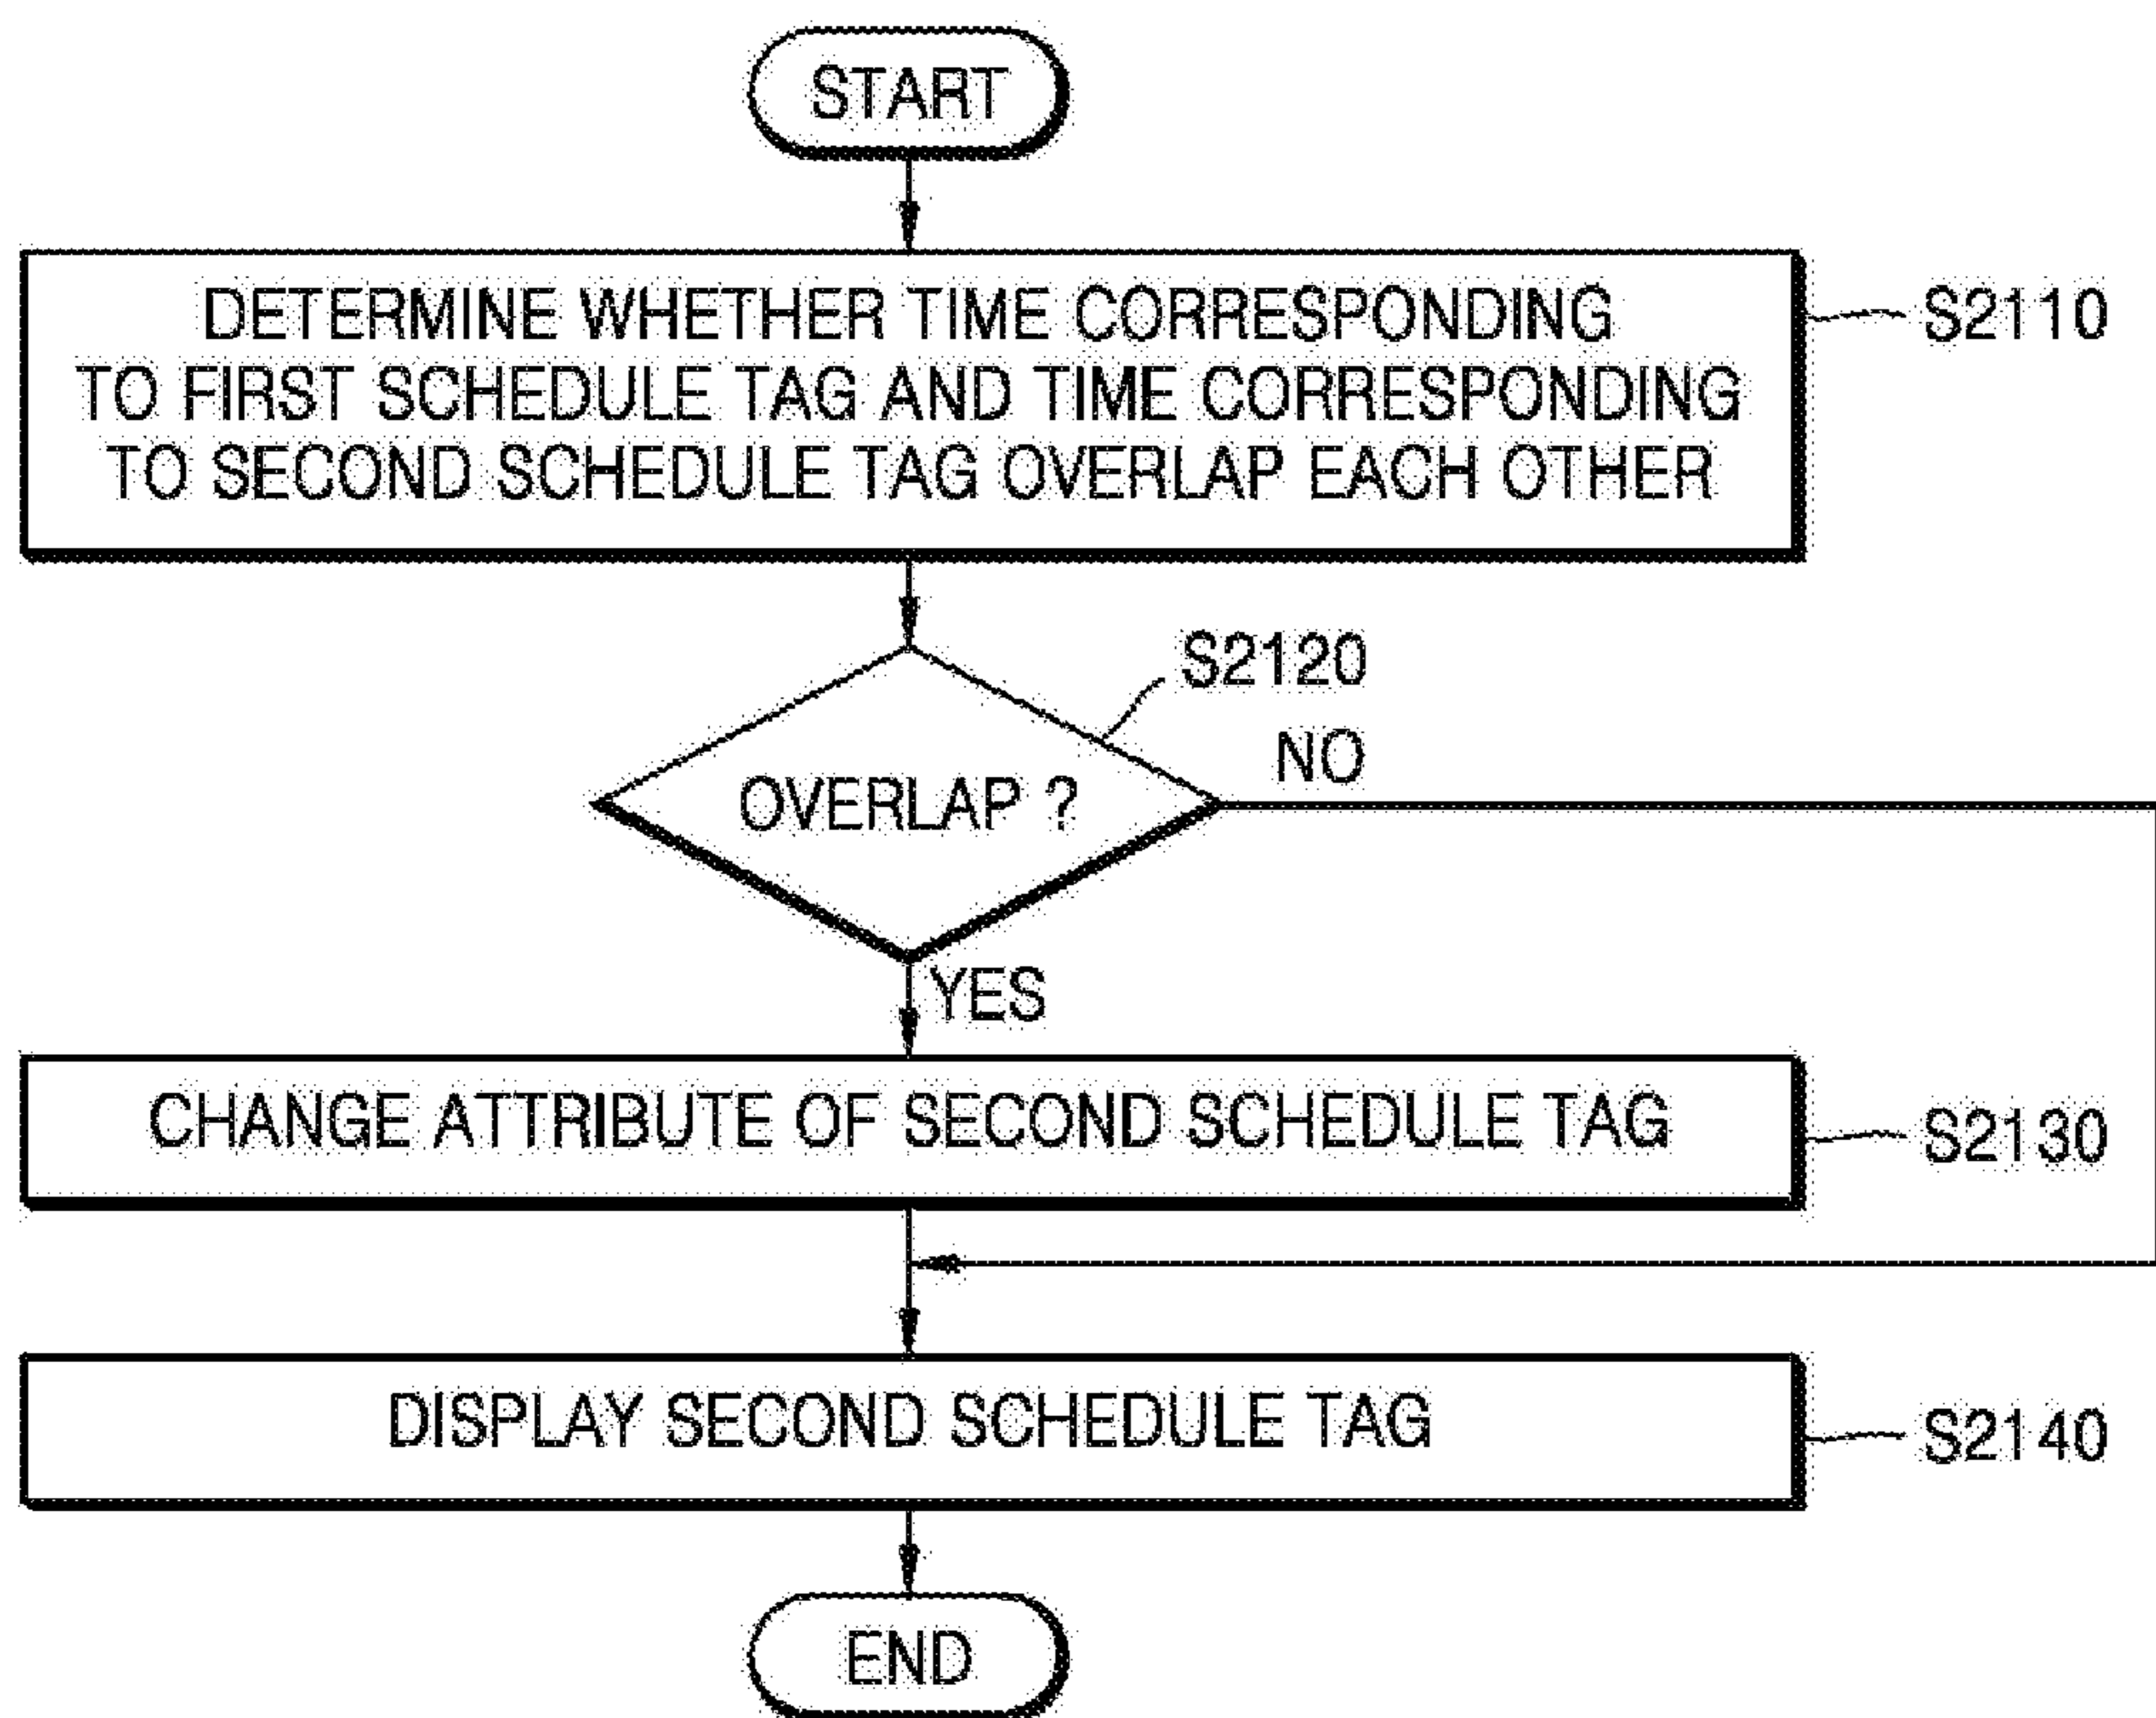 START
DETERMINE WHETHER TIME CORRESPONDING
TO FIRST SCHEDULE TAG AND TIME CORRESPONDING
TO SECOND SCHEDULE TAG OVERLAP EACH OTHER
S2110
S2120
OVERLAP ?
NO
YES
CHANGE ATTRIBUTE OF SECOND SCHEDULE TAG
S2130
DISPLAY SECOND SCHEDULE TAG
S2140
END